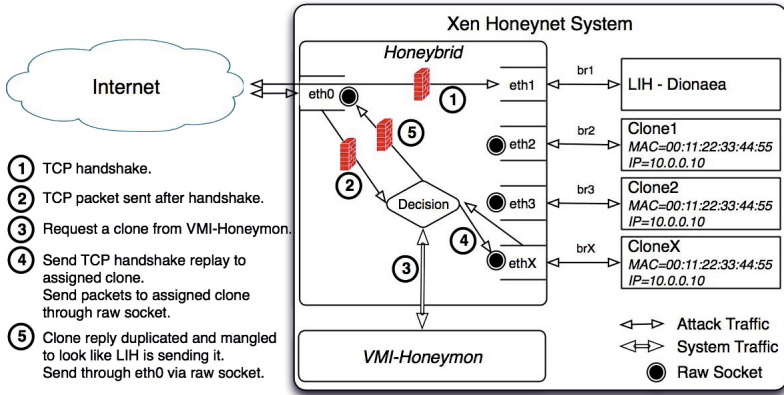 Xen Honeynet System
Honeybrid
Internet
eth0
1
eth1
br1
LIH - Dionaea
5
eth2
br2
Clone1
MAC=00:11:22:33:44:55
IP=10.0.0.10
2
Decision
eth3
br3
Clone2
MAC=00:11:22:33:44:55
IP=10.0.0.10
4
3
ethX
brX
CloneX
MAC=00:11:22:33:44:55
IP=10.0.0.10
VMI-Honeymon
1 TCP handshake.
2 TCP packet sent after handshake.
3 Request a clone from VMI-Honeymon.
4 Send TCP handshake replay to
assigned clone.
Send packets to assigned clone
through raw socket.
5 Clone reply duplicated and mangled
to look like LIH is sending it.
Send through eth0 via raw socket.
Attack Traffic
System Traffic
Raw Socket